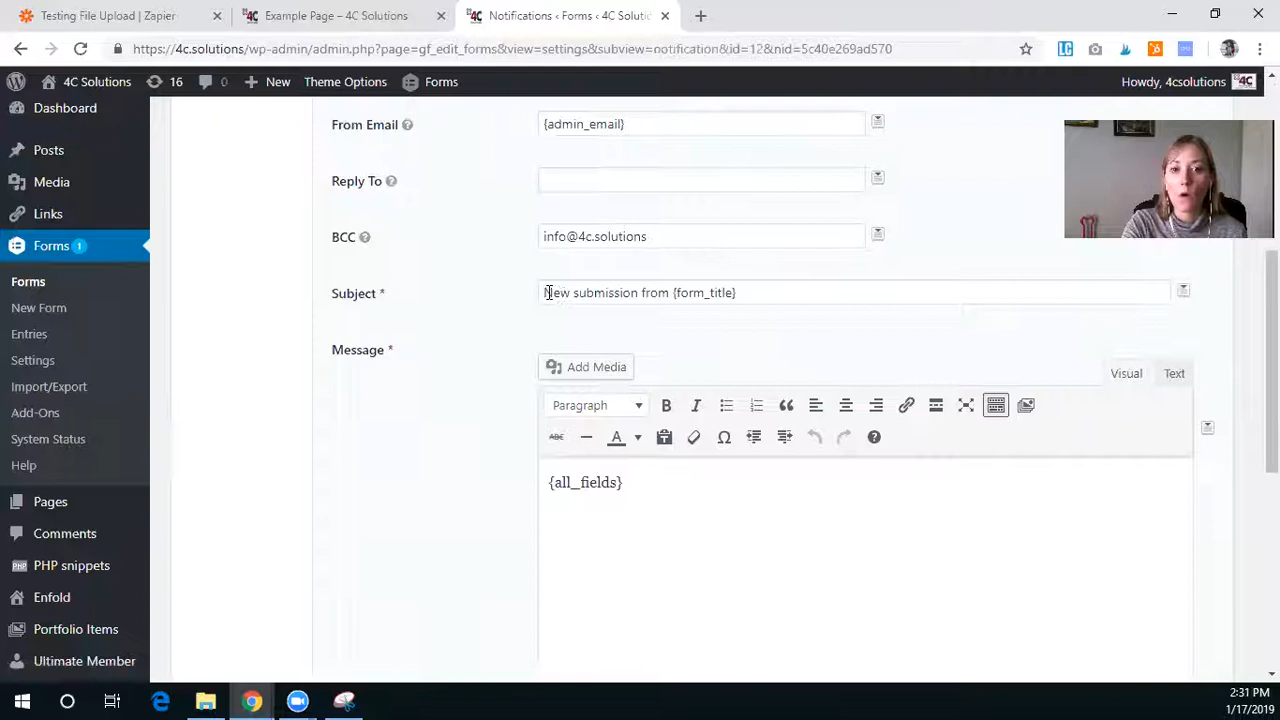 Testing File Upload | Zapier
Example Page – 4C Solutions
Notifications ‹ Forms ‹ 4C Solutio
https://4c.solutions/wp-admin/admin.php?page=gf_edit_forms&view=settings&subview=notification&id=12&nid=5c40e269ad570
4C Solutions
16
0
New
Theme Options
Forms
Howdy, 4csolutions
Dashboard
Posts
Media
Links
Forms 1
Forms
New Form
Entries
Settings
Import/Export
Add-Ons
System Status
Help
Pages
Comments
PHP snippets
Enfold
Portfolio Items
Ultimate Member
From Email
{admin_email}
Reply To
BCC
info@4c.solutions
Subject *
New submission from {form_title}
Message *
Add Media
Visual
Text
Paragraph
B
I
ABC
A
{all_fields}
2:31 PM
1/17/2019